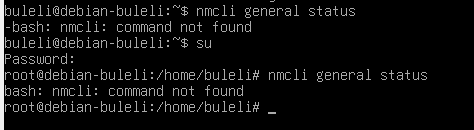 buleli@debian-buleli:~$ nmcli general status
-bash: nmcli: command not found
buleli@debian-buleli:~$ su
Password:
root@debian-buleli:/home/buleli# nmcli general status
bash: nmcli: command not found
root@debian-buleli:/home/buleli# _